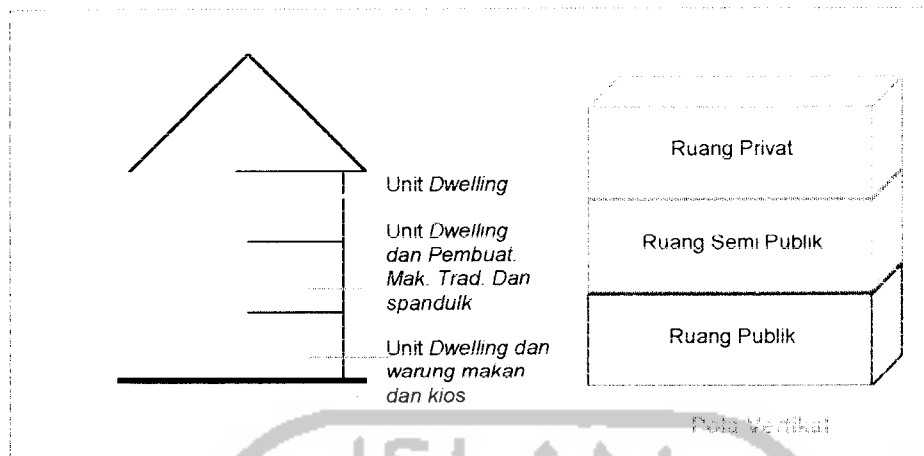 Unit Dwelling
Unit Dwelling
dan Pembuat.
Mak. Trad. Dan
spandulk
Unit Dwelling dan
warung makan
dan kios
Ruang Privat
Ruang Semi Publik
Ruang Publik
Pola Vertikal
ISLAM